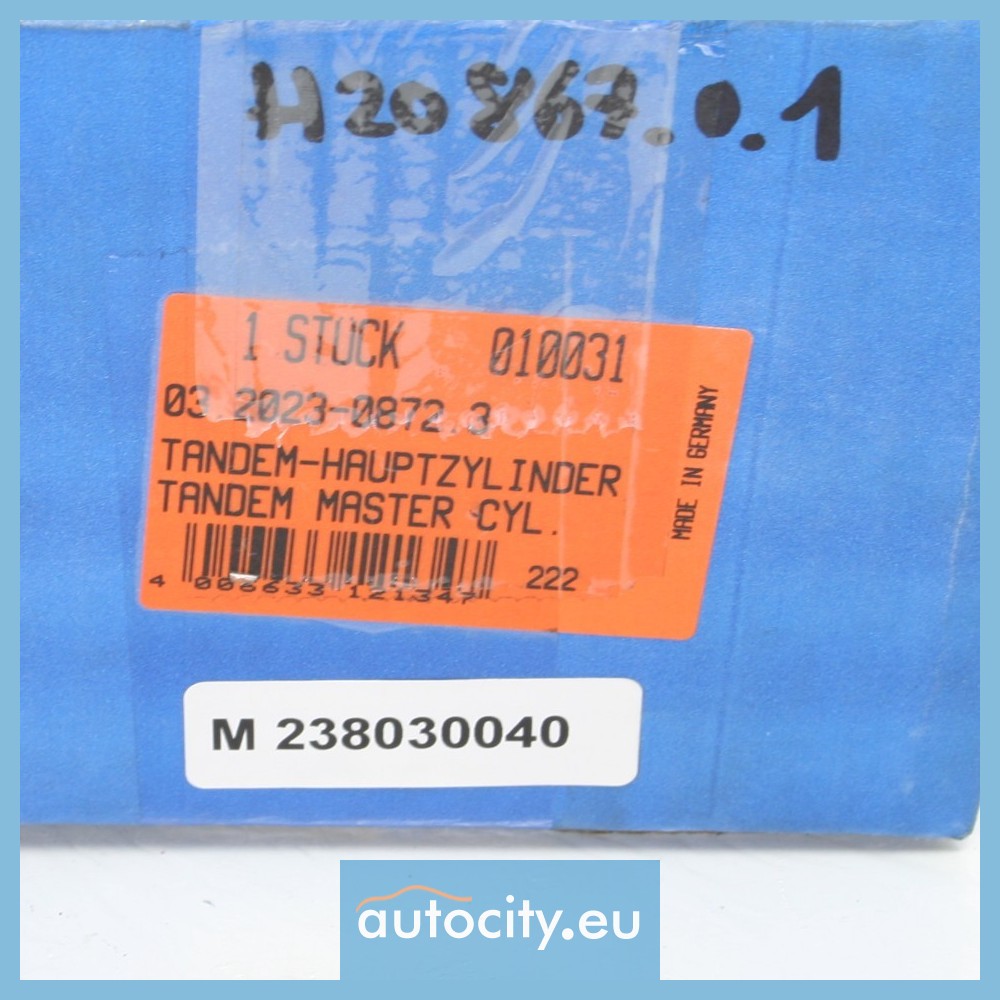 H20867.0.1
1 STUCK 010031
03.2023-0872.3
TANDEM-HAUPTZYLINDER
TANDEM MASTER CYL.
MADE IN GERMANY
4 006633 121347 222
M 238030040
autocity.eu